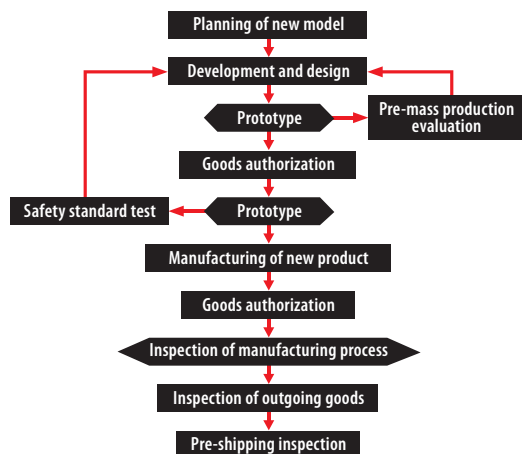 Planning of new model
Development and design
Prototype
Pre-mass production
evaluation
Goods authorization
Safety standard test
Prototype
Manufacturing of new product
Goods authorization
Inspection of manufacturing process
Inspection of outgoing goods
Pre-shipping inspection